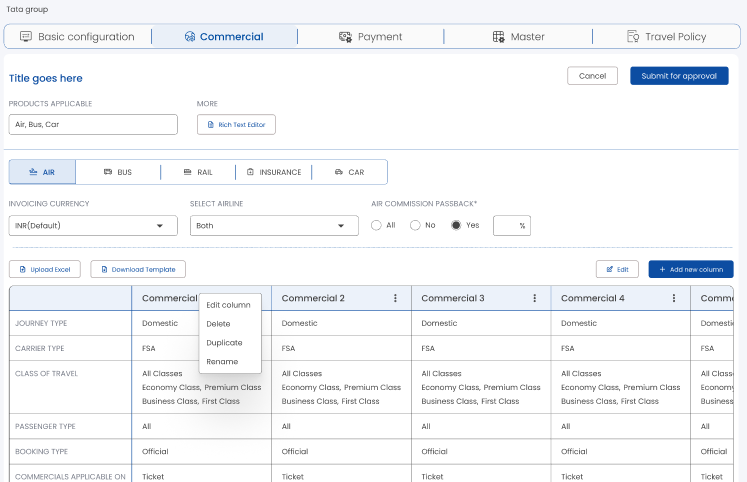 Tata group
Basic configuration Commercial Payment Master Travel Policy
Title goes here Cancel Submit for approval
PRODUCTS APPLICABLE MORE
Air, Bus, Car Rich Text Editor
AIR BUS RAIL INSURANCE CAR
INVOICING CURRENCY SELECT AIRLINE AIR COMMISSION PASSBACK*
INR(Default) Both All No Yes %
Upload Excel Download Template Edit + Add new column
Commercial Commercial 2 Commercial 3 Commercial 4
Edit column
Delete
Duplicate
Rename
JOURNEY TYPE Domestic Domestic Domestic Domestic
CARRIER TYPE FSA FSA FSA FSA FSA
CLASS OF TRAVEL All Classes All Classes All Classes All Classes
Economy Class, Premium Class Economy Class, Premium Class Economy Class, Premium Class Economy Class, Premium Class
Business Class, First Class Business Class, First Class Business Class, First Class Business Class, First Class Business
PASSENGER TYPE All All All All All
BOOKING TYPE Official Official Official Official Official
COMMERCIALS APPLICABLE ON Ticket Ticket Ticket Ticket Ticket